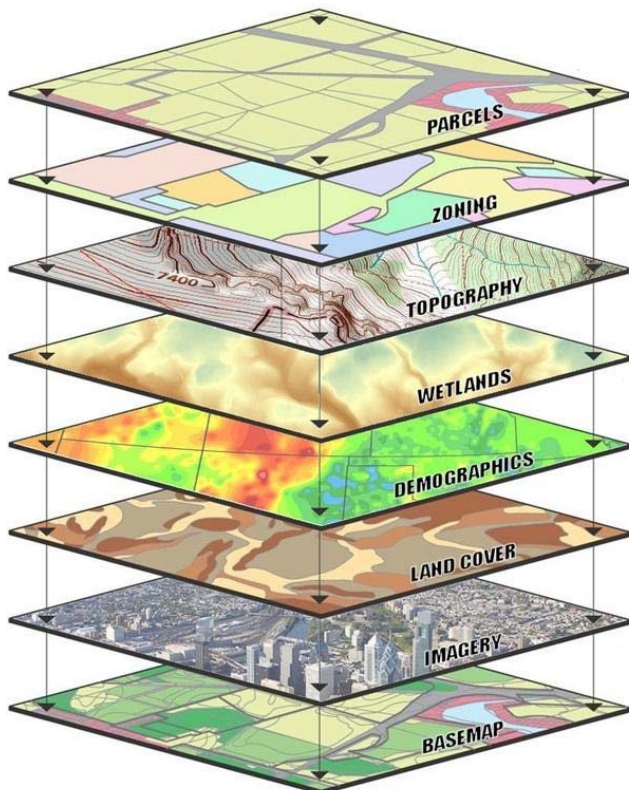 PARCELS
ZONING
7400
TOPOGRAPHY
WETLANDS
DEMOGRAPHICS
LAND COVER
IMAGERY
BASEMAP